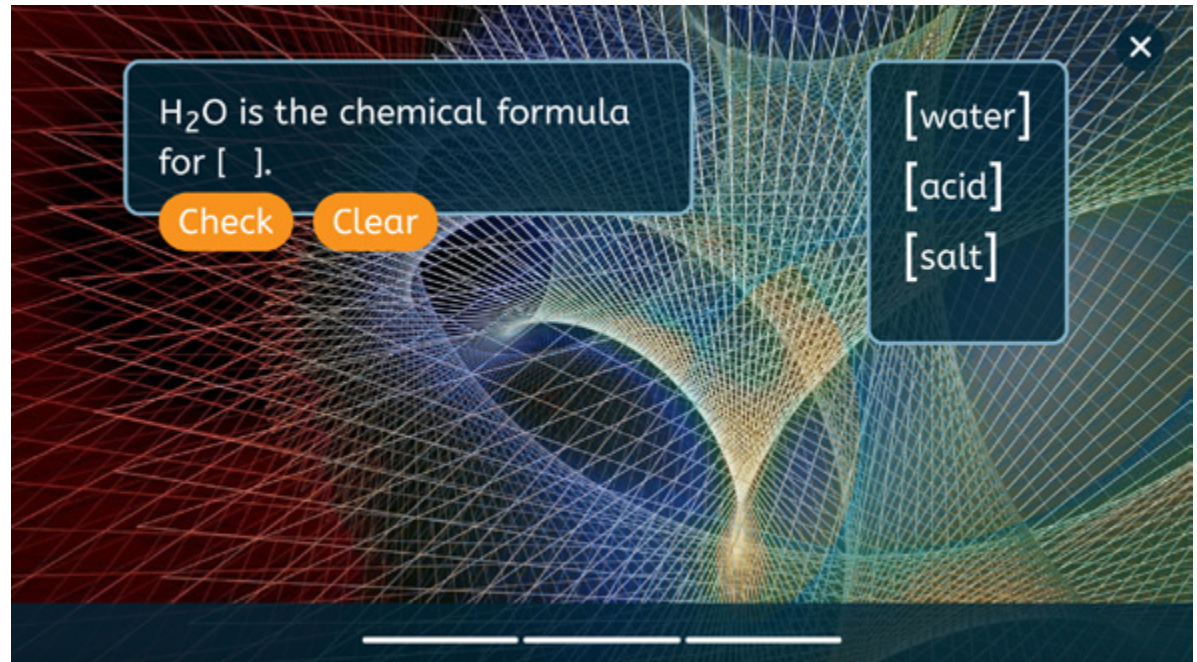 H₂O is the chemical formula
for [ ].
Check Clear
[water]
[acid]
[salt]